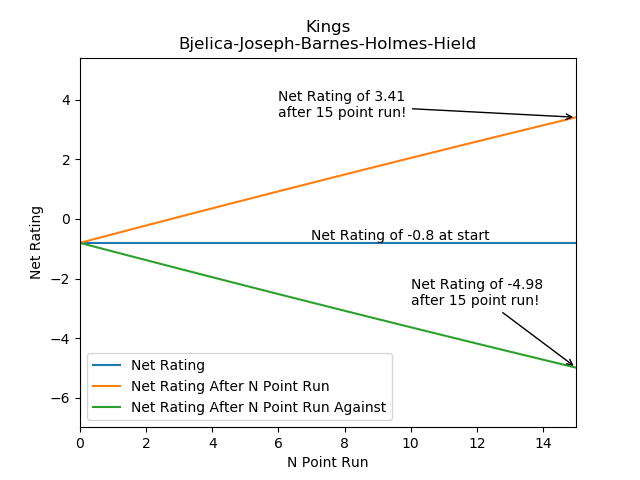 Kings
Bjelica-Joseph-Barnes-Holmes-Hield
Net Rating
4
2
0
−2
−4
−6
Net Rating of 3.41
after 15 point run!
Net Rating of -0.8 at start
Net Rating of -4.98
after 15 point run!
Net Rating
Net Rating After N Point Run
Net Rating After N Point Run Against
0 2 4 6 8 10 12 14
N Point Run